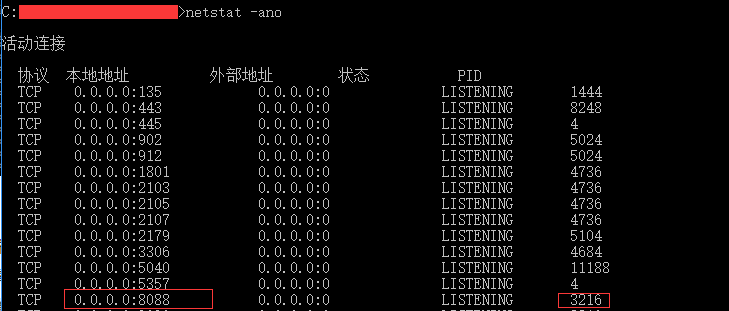 C:>netstat -ano
活动连接
协议 本地地址 外部地址 状态 PID
TCP 0.0.0.0:135 0.0.0.0:0 LISTENING 1444
TCP 0.0.0.0:443 0.0.0.0:0 LISTENING 8248
TCP 0.0.0.0:445 0.0.0.0:0 LISTENING 4
TCP 0.0.0.0:902 0.0.0.0:0 LISTENING 5024
TCP 0.0.0.0:912 0.0.0.0:0 LISTENING 5024
TCP 0.0.0.0:1801 0.0.0.0:0 LISTENING 4736
TCP 0.0.0.0:2103 0.0.0.0:0 LISTENING 4736
TCP 0.0.0.0:2105 0.0.0.0:0 LISTENING 4736
TCP 0.0.0.0:2107 0.0.0.0:0 LISTENING 4736
TCP 0.0.0.0:2179 0.0.0.0:0 LISTENING 5104
TCP 0.0.0.0:3306 0.0.0.0:0 LISTENING 4684
TCP 0.0.0.0:5040 0.0.0.0:0 LISTENING 11188
TCP 0.0.0.0:5357 0.0.0.0:0 LISTENING 4
TCP 0.0.0.0:8088 0.0.0.0:0 LISTENING 3216